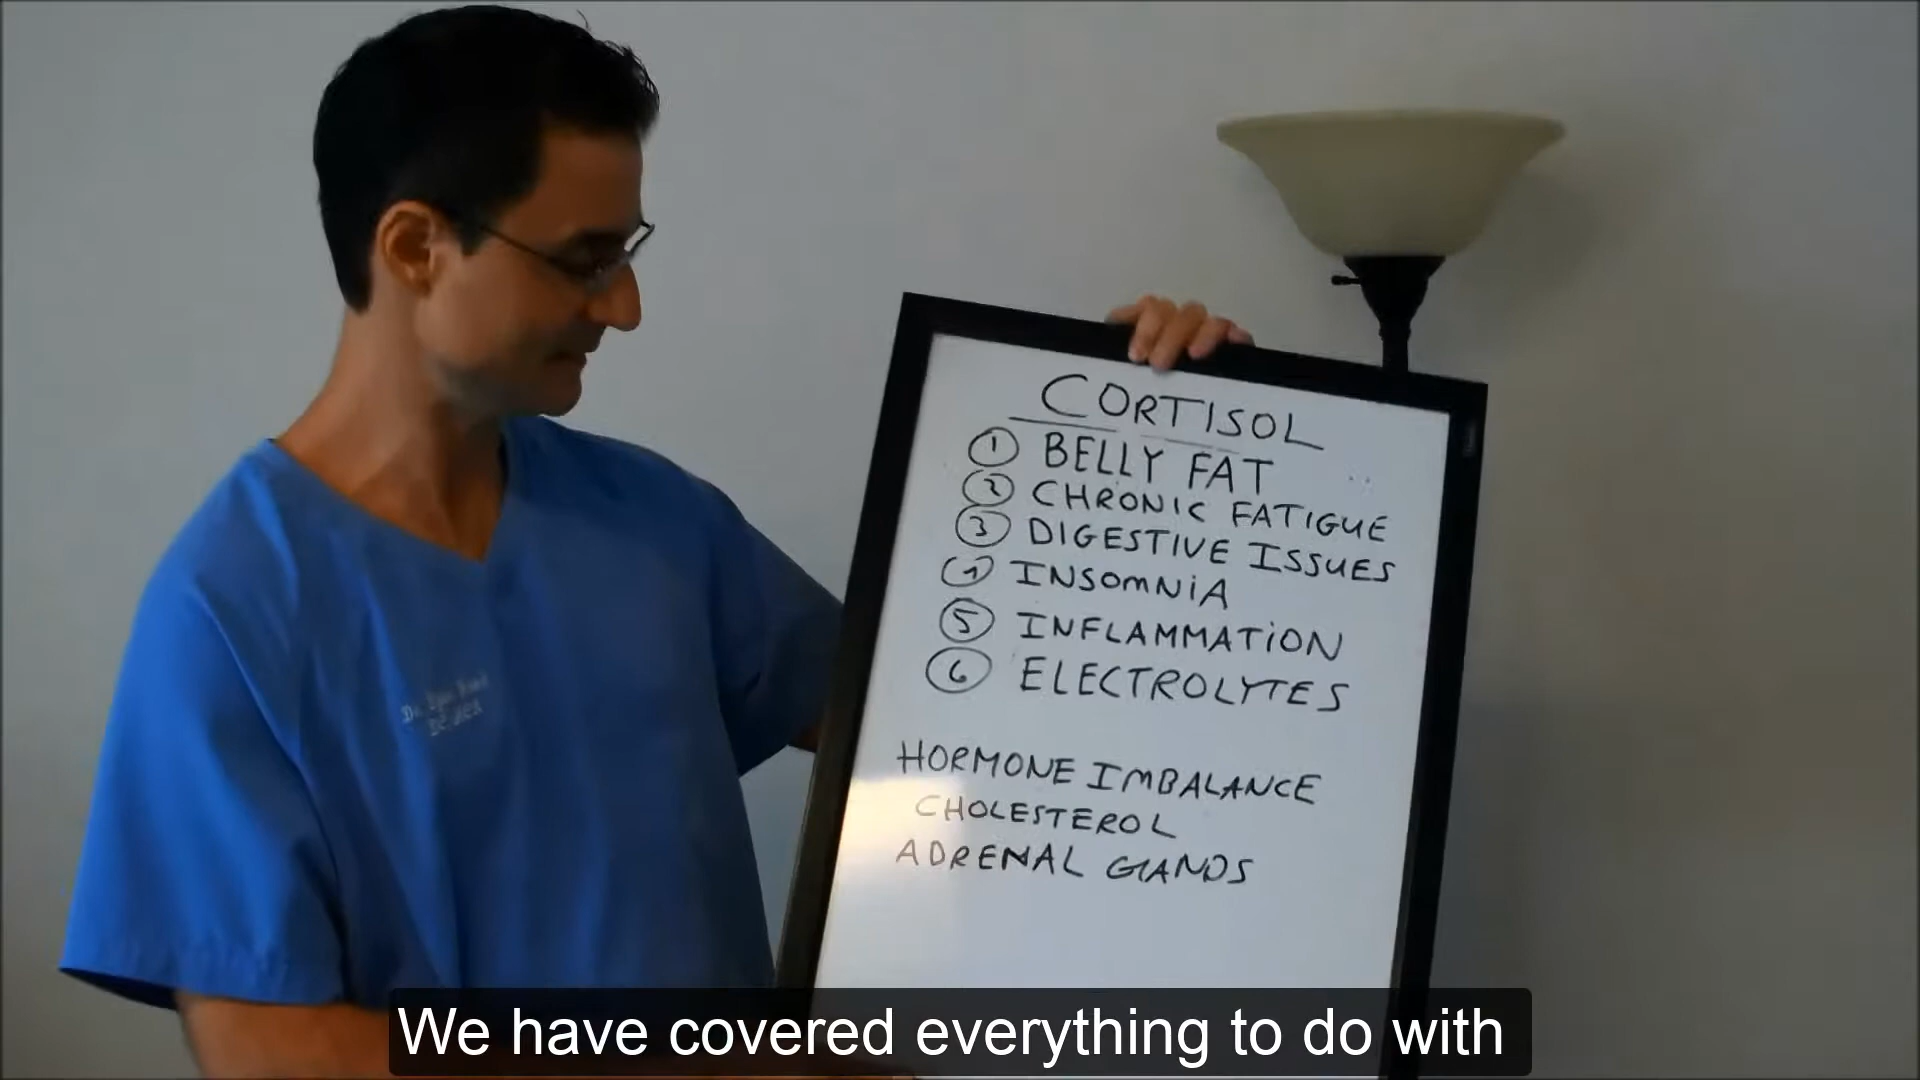 CORTISOL
1 BELLY FAT
2 CHRONIC FATIGUE
3 DIGESTIVE ISSUES
4 INSOMNIA
5 INFLAMMATION
6 ELECTROLYTES
HORMONE IMBALANCE
CHOLESTEROL
ADRENAL GLANDS
We have covered everything to do with